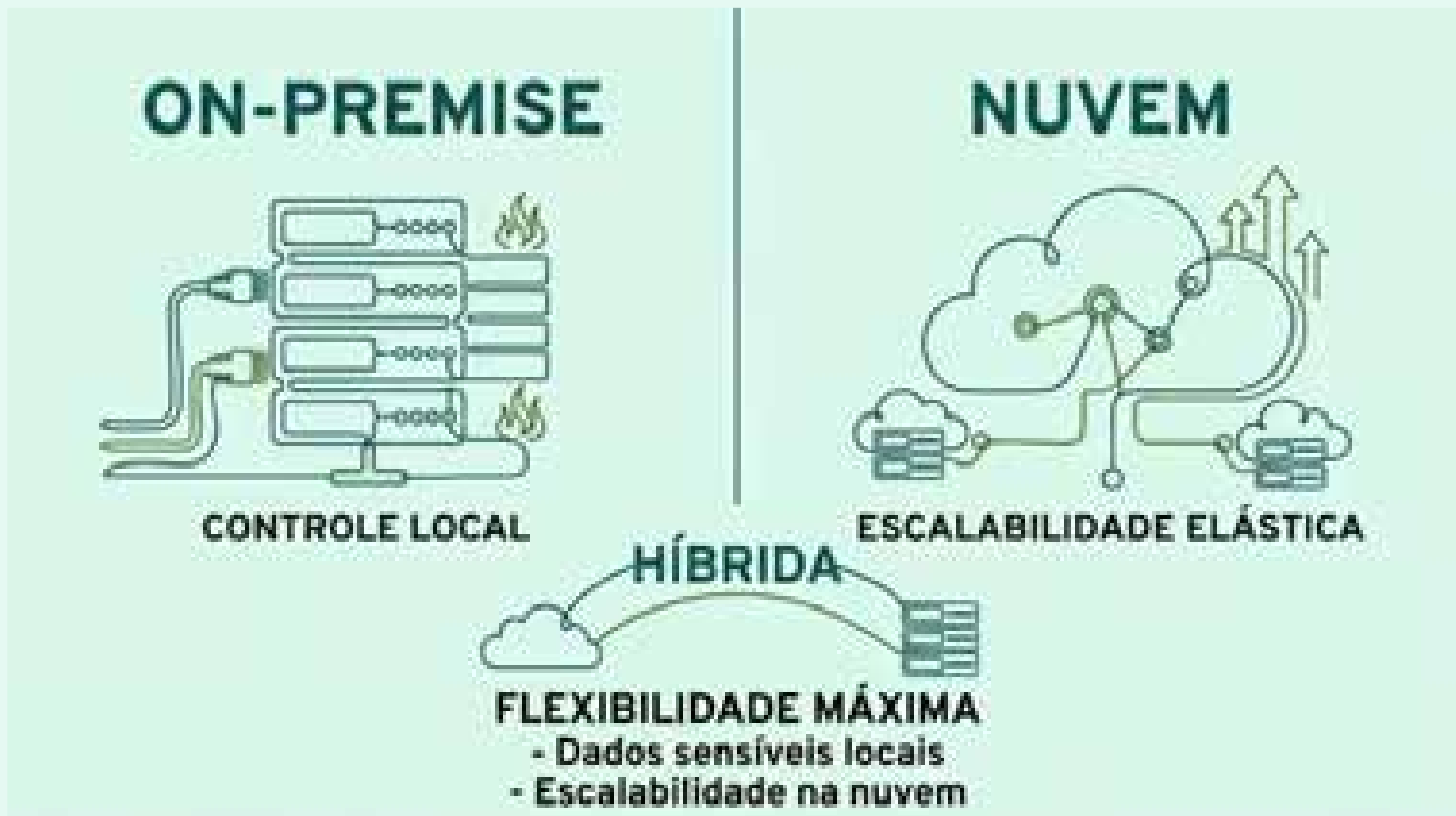 ON-PREMISE
NUVEM
CONTROLE LOCAL
ESCALABILIDADE ELÁSTICA
HÍBRIDA
FLEXIBILIDADE MÁXIMA
- Dados sensíveis locais
- Escalabilidade na nuvem